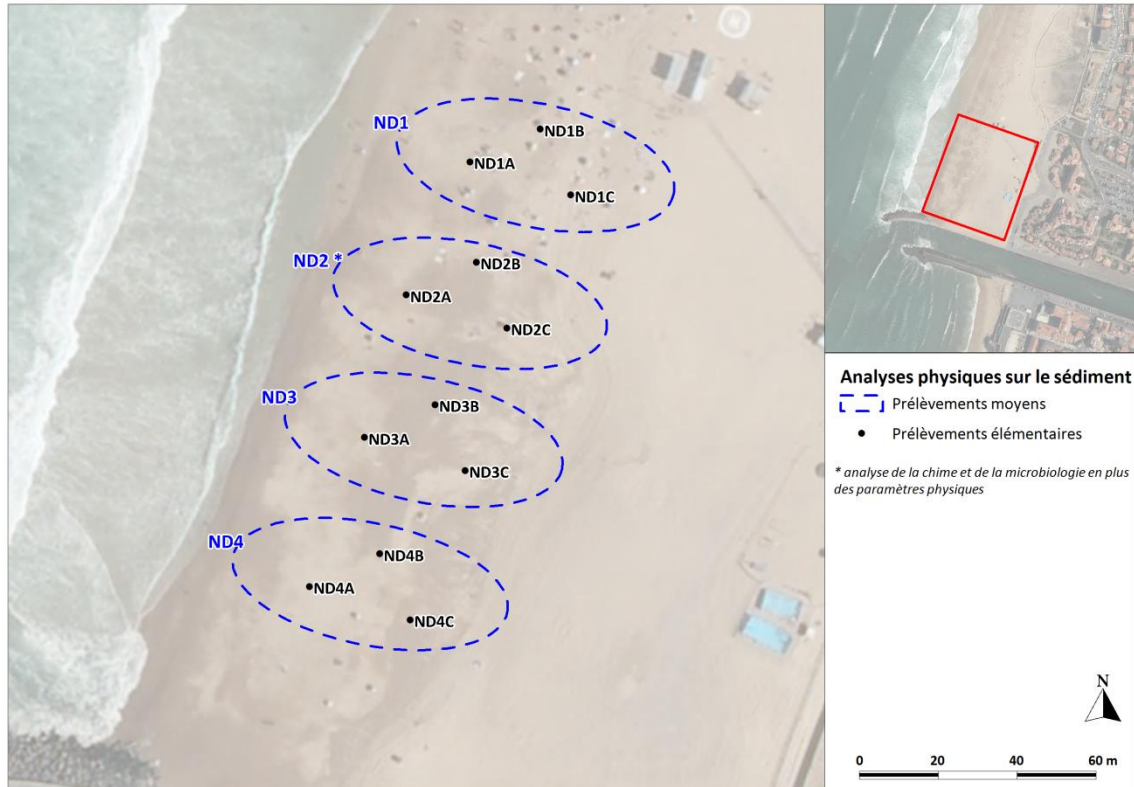 ND1
ND1B
ND1A
ND1C
ND2 *
ND2B
ND2A
ND2C
ND3
ND3B
ND3A
ND3C
ND4
ND4B
ND4A
ND4C
Analyses physiques sur le sédiment
Prélèvements moyens
Prélèvements élémentaires
* analyse de la chime et de la microbiologie en plus
des paramètres physiques
N
0 20 40 60 m